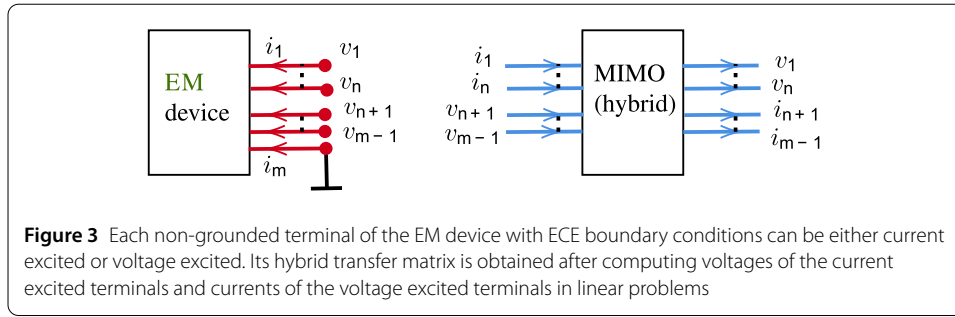 i₁ v₁
EM vₙ
device vₙ₊₁
vₘ₋₁
iₘ
i₁ MIMO v₁
iₙ (hybrid) vₙ
vₙ₊₁ iₙ₊₁
vₘ₋₁ iₘ₋₁
Figure 3 Each non-grounded terminal of the EM device with ECE boundary conditions can be either current
excited or voltage excited. Its hybrid transfer matrix is obtained after computing voltages of the current
excited terminals and currents of the voltage excited terminals in linear problems